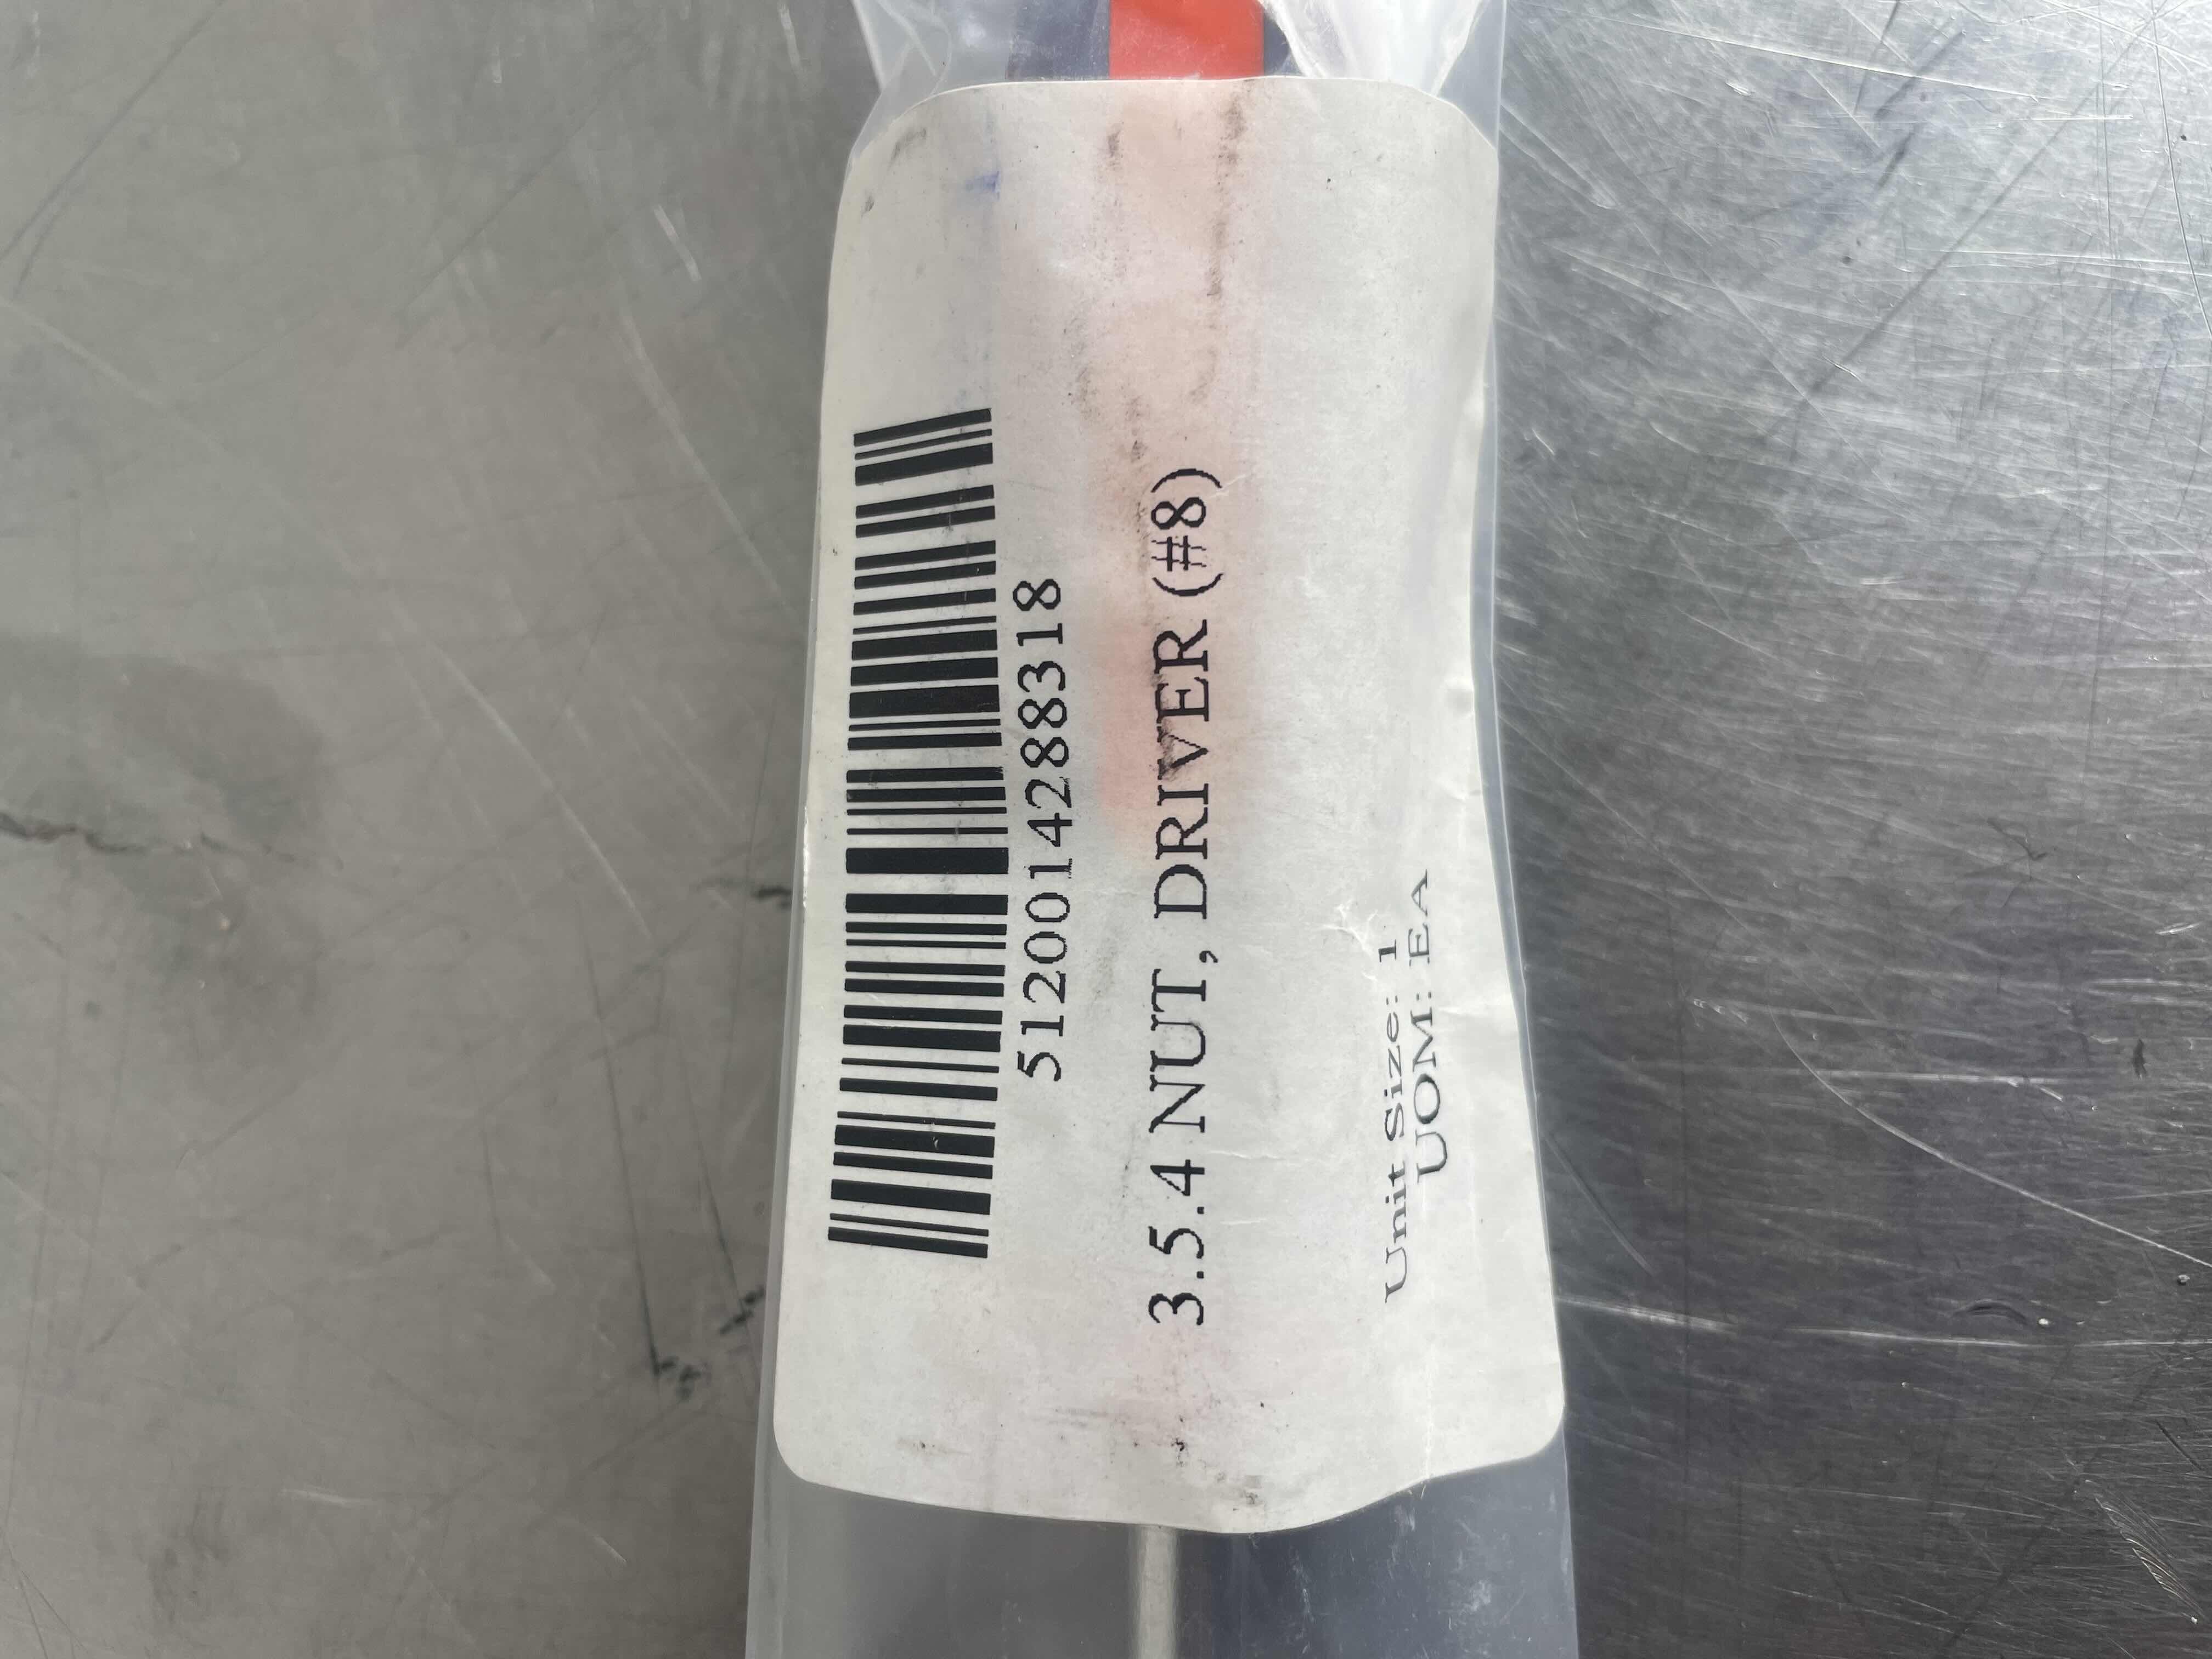 5120014288318
3.5.4 NUT, DRIVER (#8)
Unit Size: 1
UOM: EA